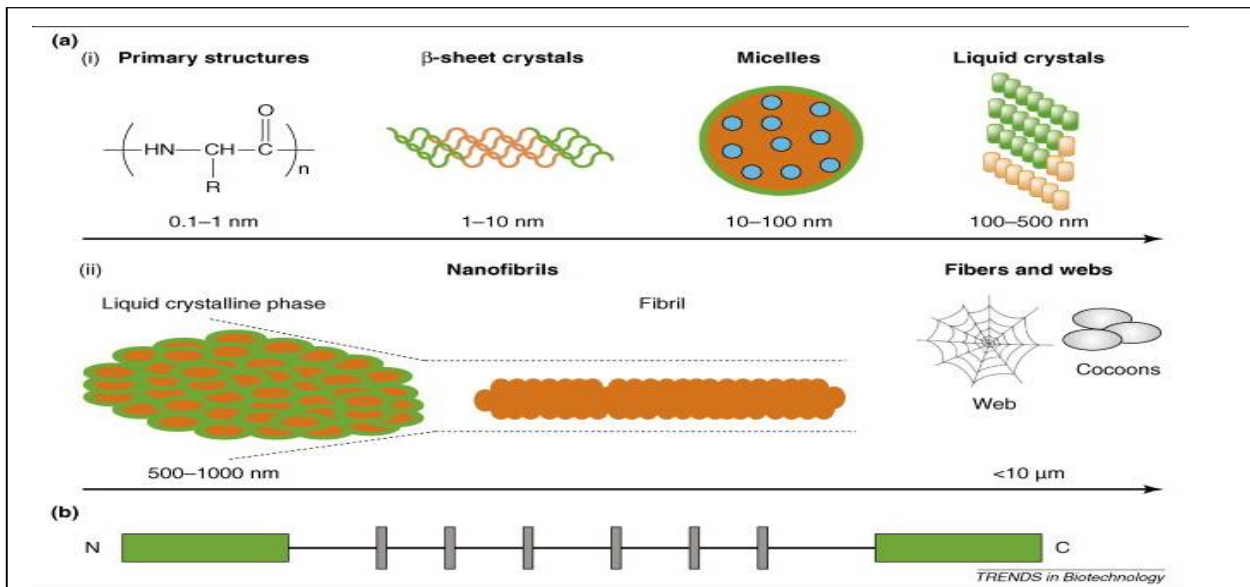 (a)
(i) Primary structures β-sheet crystals Micelles Liquid crystals
O
HN CH C
n
R
0.1–1 nm 1–10 nm 10–100 nm 100–500 nm
(ii) Nanofibrils Fibers and webs
Liquid crystalline phase Fibril
Cocoons
Web
500–1000 nm <10 µm
(b)
N C
TRENDS in Biotechnology